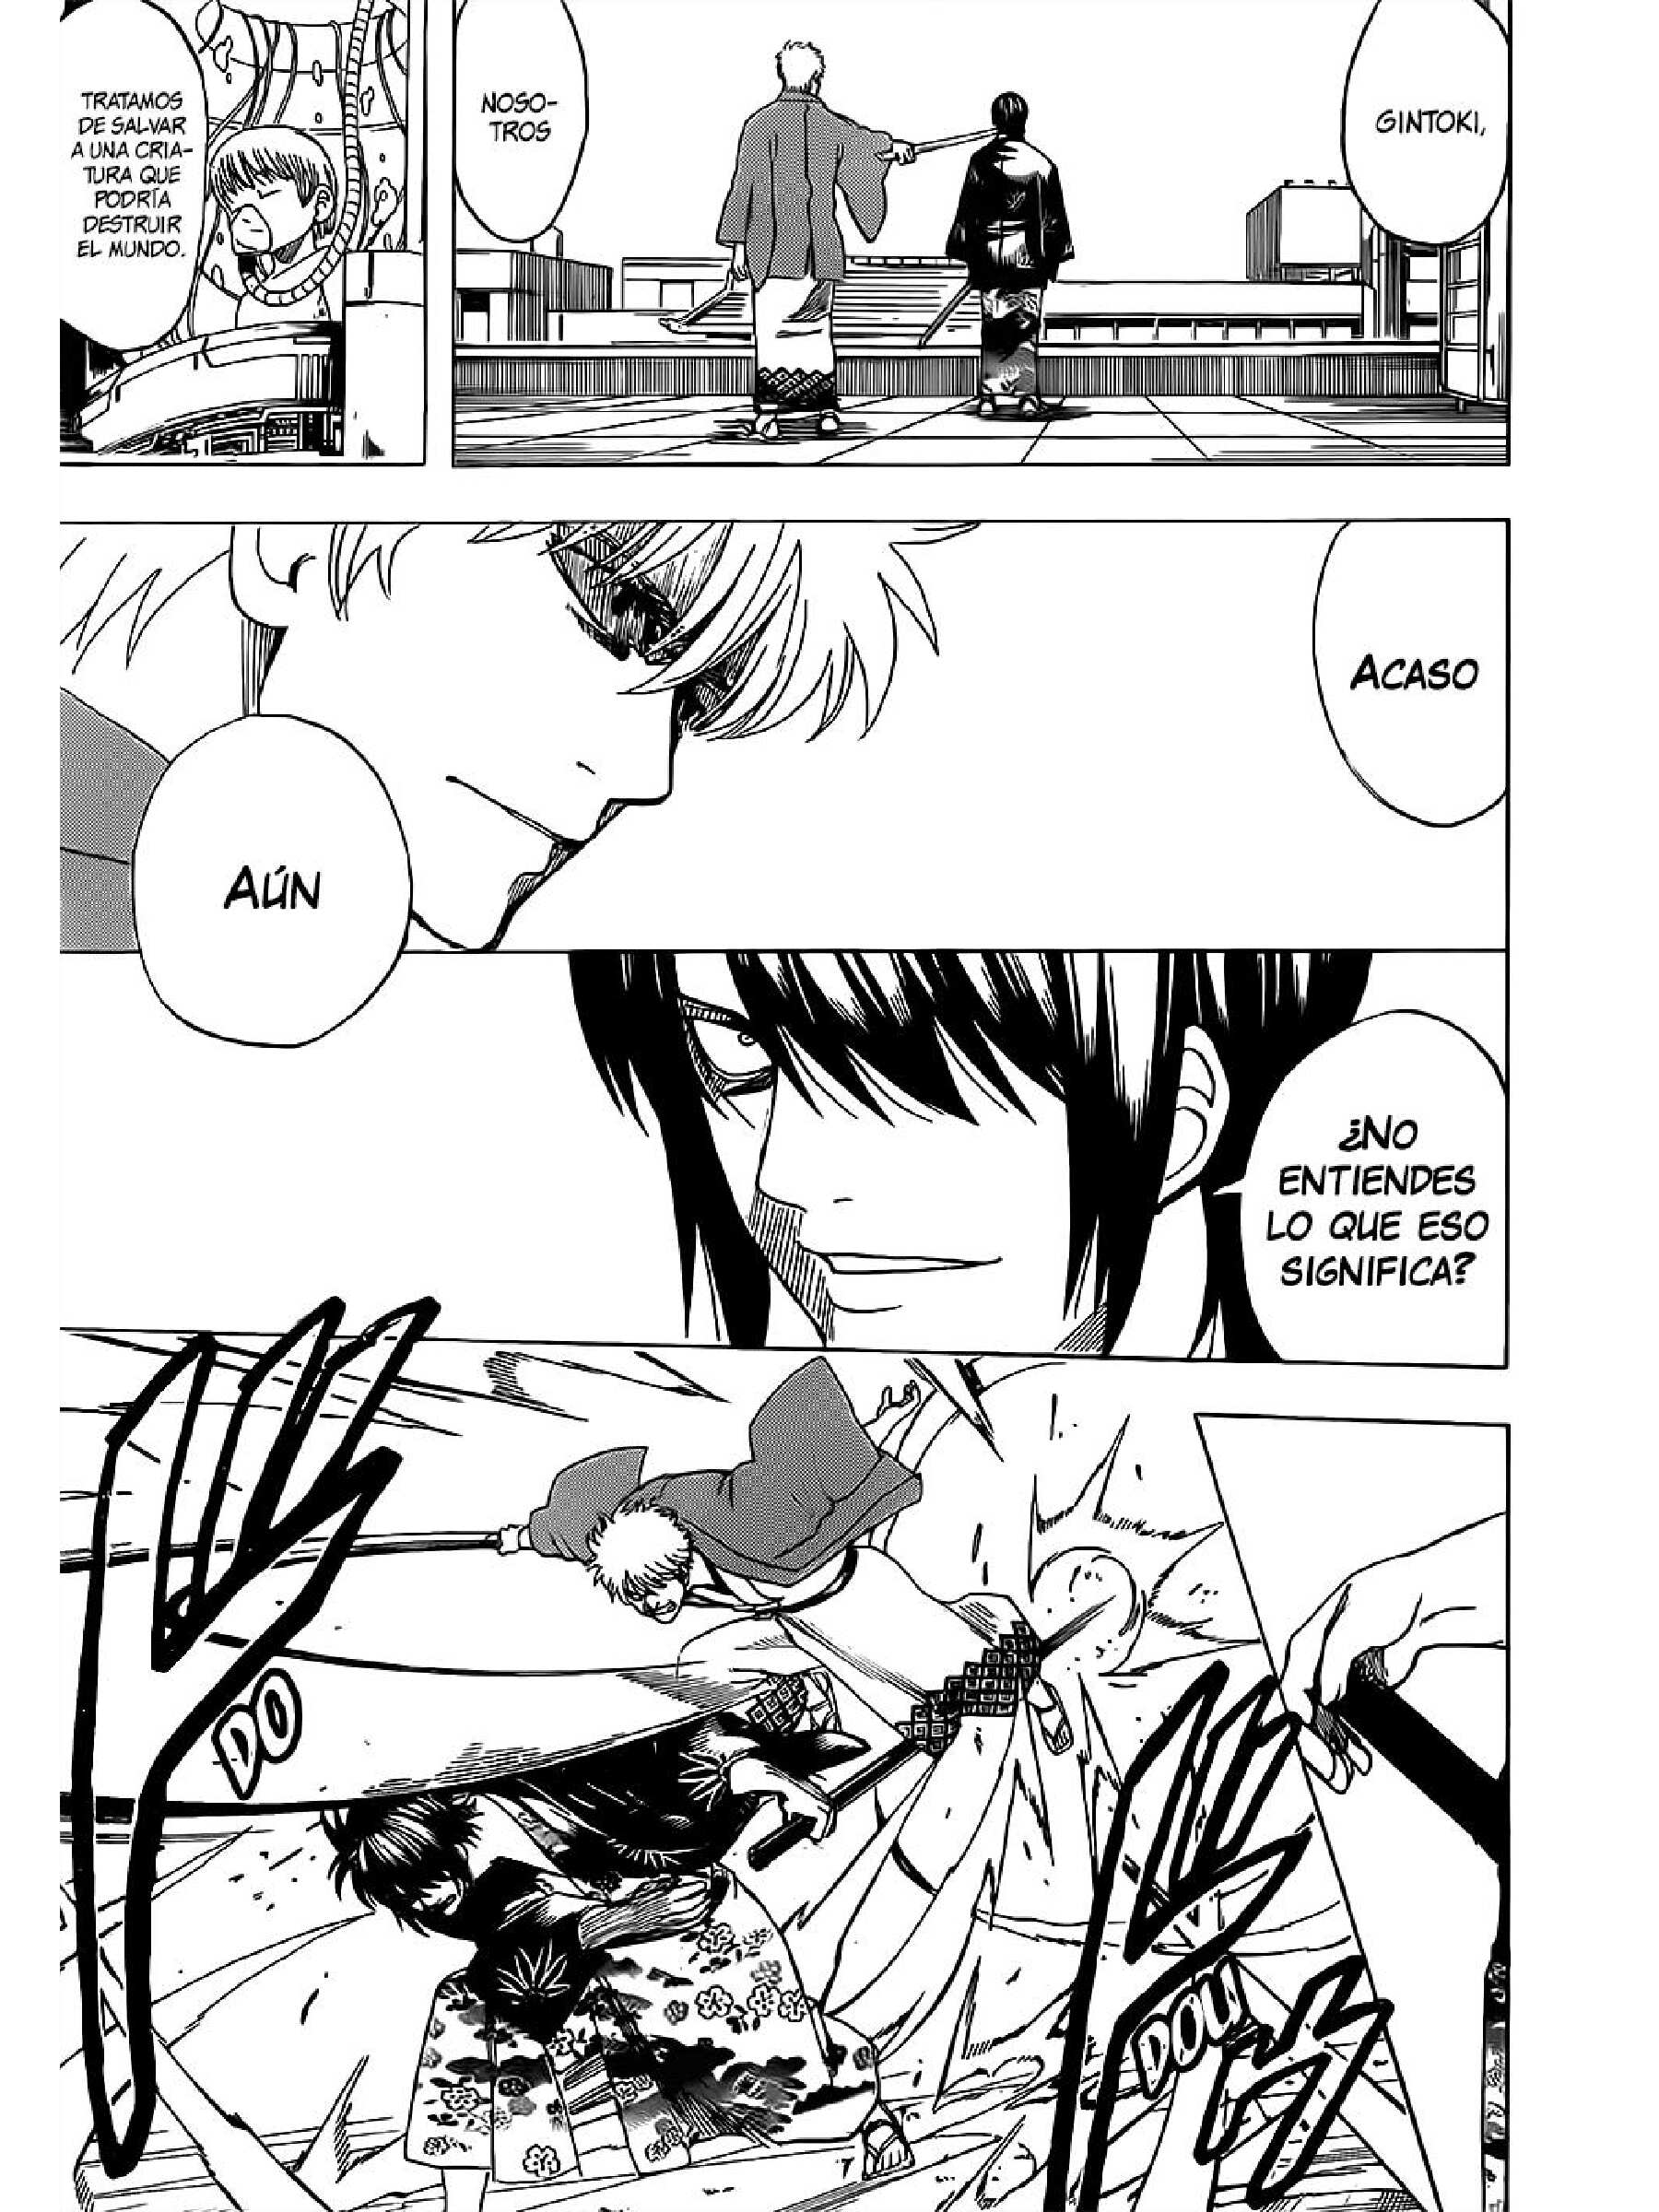 GINTOKI,
NOSO-
TROS
TRATAMOS
DE SALVAR
A UNA CRIA-
TURA QUE
PODRÍA
DESTRUIR
EL MUNDO.
ACASO
AÚN
¿NO
ENTIENDES
LO QUE ESO
SIGNIFICA?
DOU
DO